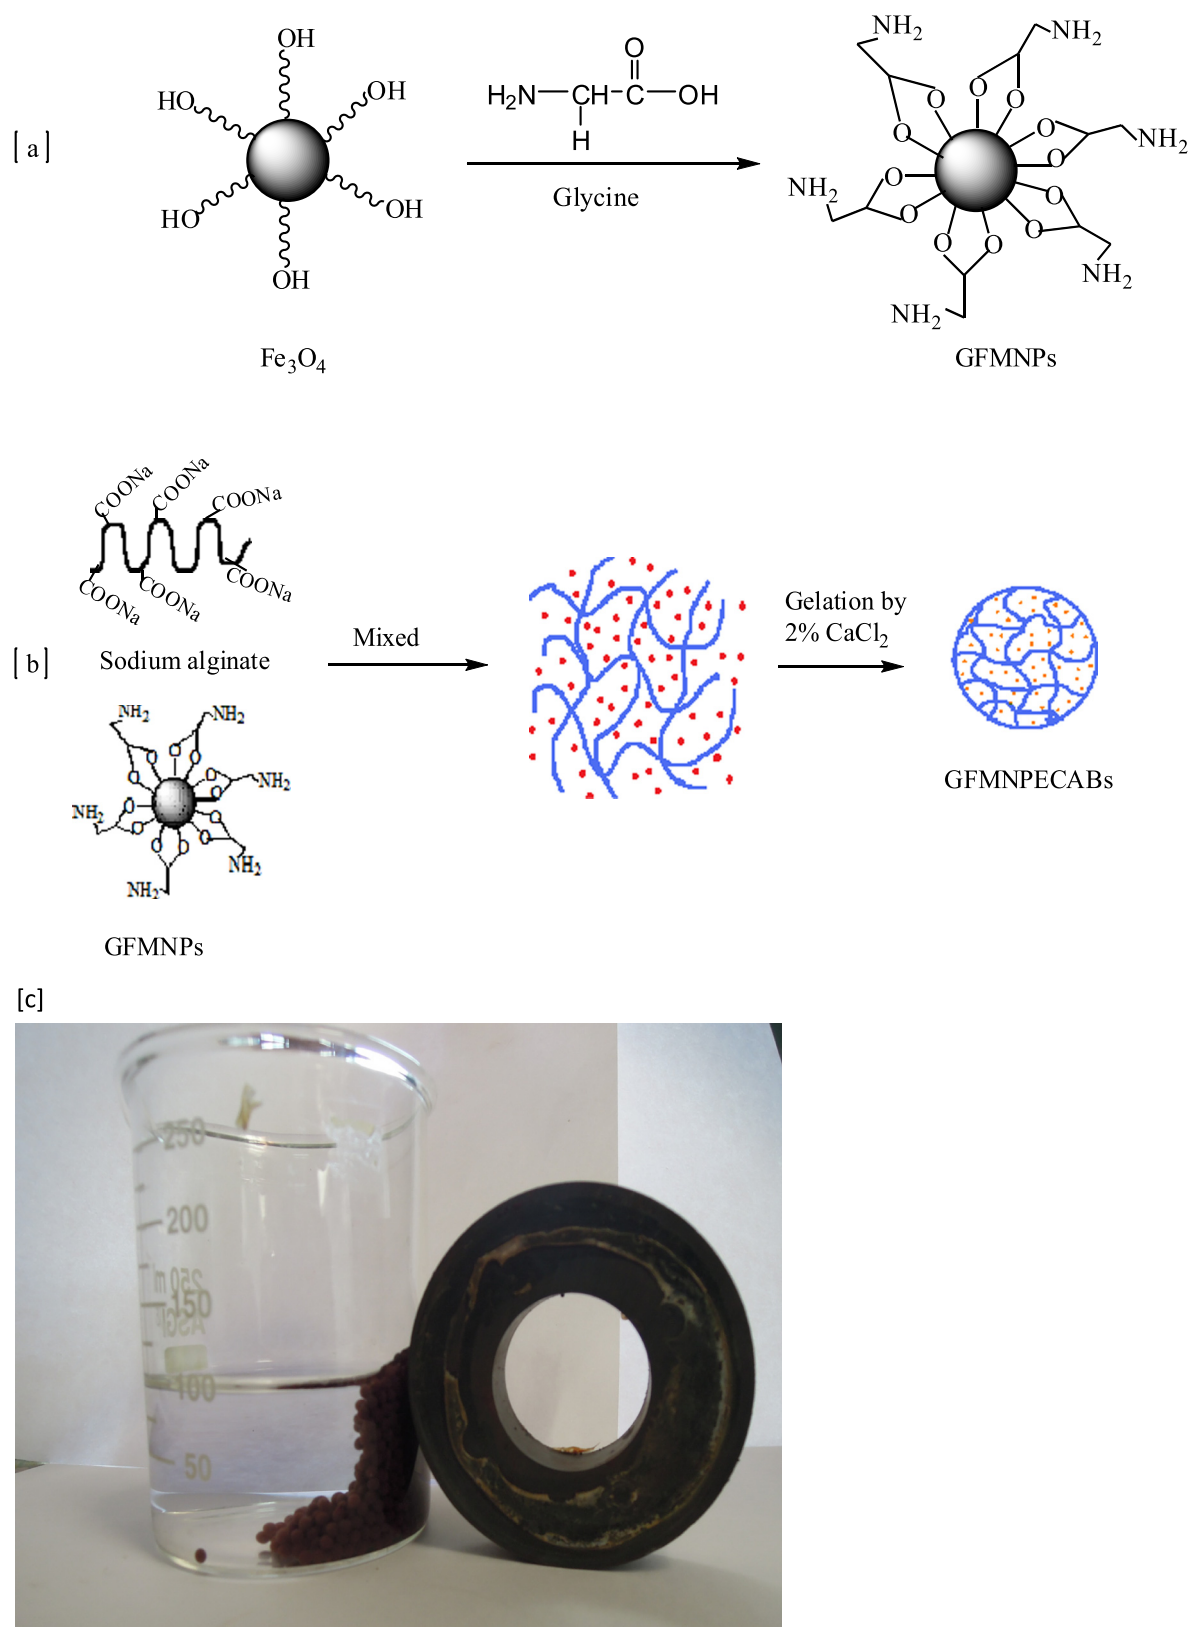 [ a ]
OH
HO
OH
HO
OH
OH
Fe3O4
O
H2N
CH
C
OH
H
Glycine
NH2
NH2
O
O
O
O
O
NH2
O
O
NH2
O
O
O
O
O
O
NH2
NH2
GFMNPs
COONa
COONa
COONa
COONa
COONa
COONa
[ b ]
Sodium alginate
Mixed
Gelation by
2% CaCl2
GFMNPECABs
NH2
NH2
O
O
O
O
O
O
NH2
NH2
O
O
O
O
O
O
NH2
NH2
GFMNPs
[c]
250
200
250 ml
150
100
50